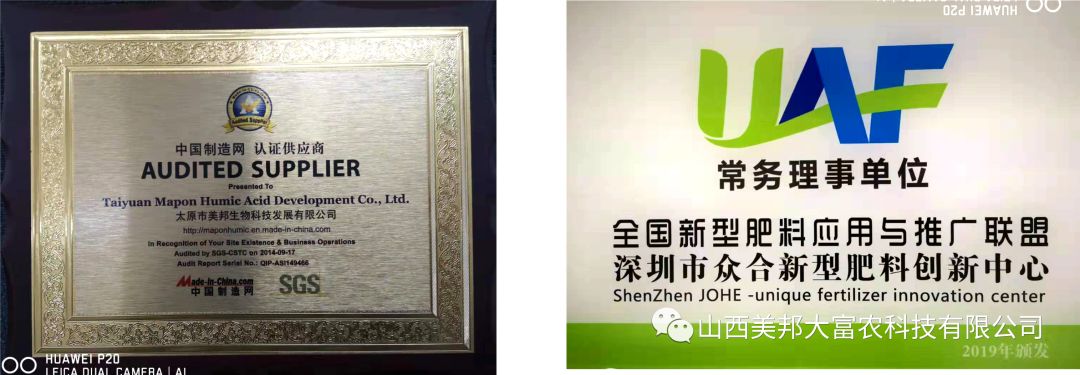 Audited Supplier
中国制造网 认证供应商
AUDITED SUPPLIER
Presented To
Taiyuan Mapon Humic Acid Development Co., Ltd.
太原市美邦生物科技发展有限公司
http://maponhumic.en.made-in-china.com
In Recognition of Your Site Existence & Business Operations
Audited by SGS-CSTC on 2014-09-17
Audit Report Serial No.: QIP-ASI149466
Made-in-China.com
中国制造网
SGS
HUAWEI P20
LEICA DUAL CAMERA | AI
HUAWEI P20
UAF
常务理事单位
全国新型肥料应用与推广联盟
深圳市众合新型肥料创新中心
ShenZhen JOHE -unique fertilizer innovation center
山西美邦大富农科技有限公司
2019年颁发